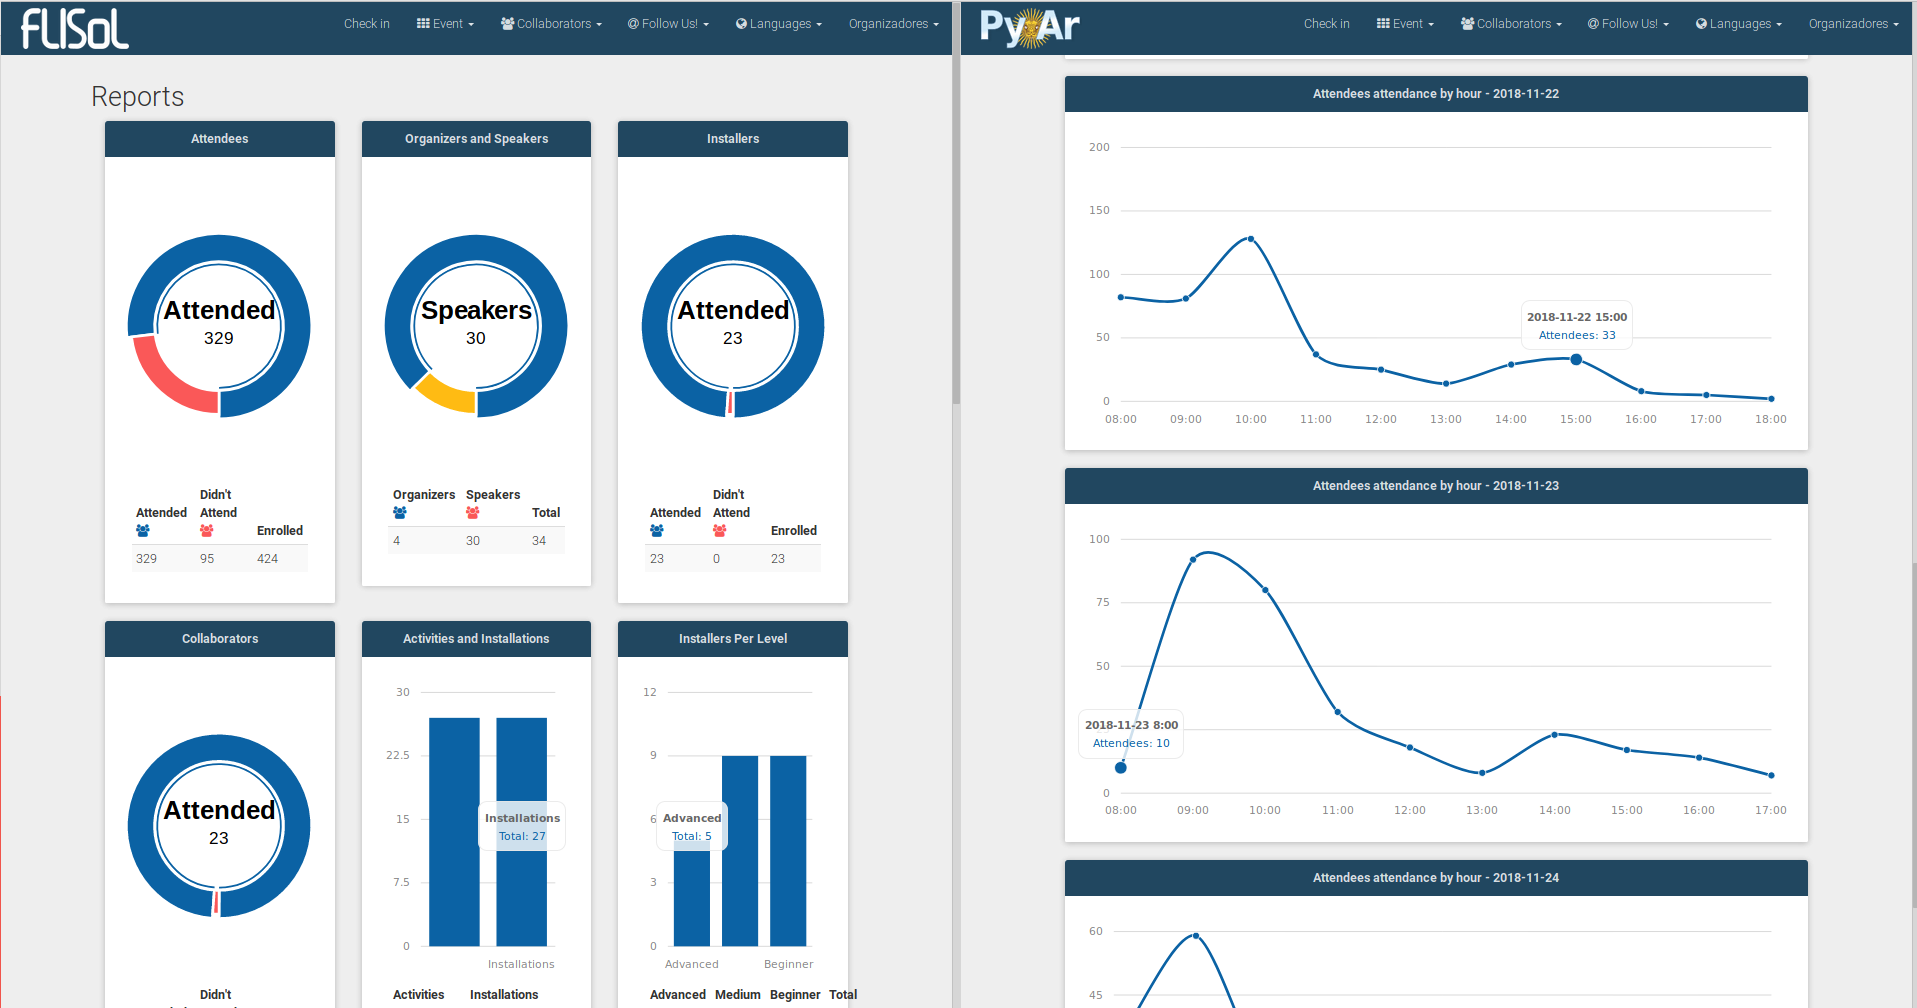 FLISoL
Check in Event Collaborators @ Follow Us! Languages Organizadores
Reports
Attendees
Attended
329
Didn't
Attended Attend
Enrolled
329 95 424
Organizers and Speakers
Speakers
30
Organizers Speakers
Total
4 30 34
Installers
Attended
23
Didn't
Attended Attend
Enrolled
23 0 23
Collaborators
Attended
23
Didn't
Activities and Installations
30
22.5
15
7.5
0
Installations
Total: 27
Installations
Activities Installations
Installers Per Level
12
9
6
3
0
Advanced
Total: 5
Advanced Beginner
Advanced Medium Beginner Total
PyAr
Check in Event Collaborators @ Follow Us! Languages Organizadores
Attendees attendance by hour - 2018-11-22
200
150
100
50
0
2018-11-22 15:00
Attendees: 33
08:00 09:00 10:00 11:00 12:00 13:00 14:00 15:00 16:00 17:00 18:00
Attendees attendance by hour - 2018-11-23
100
75
50
0
2018-11-23 8:00
Attendees: 10
08:00 09:00 10:00 11:00 12:00 13:00 14:00 15:00 16:00 17:00
Attendees attendance by hour - 2018-11-24
60
45